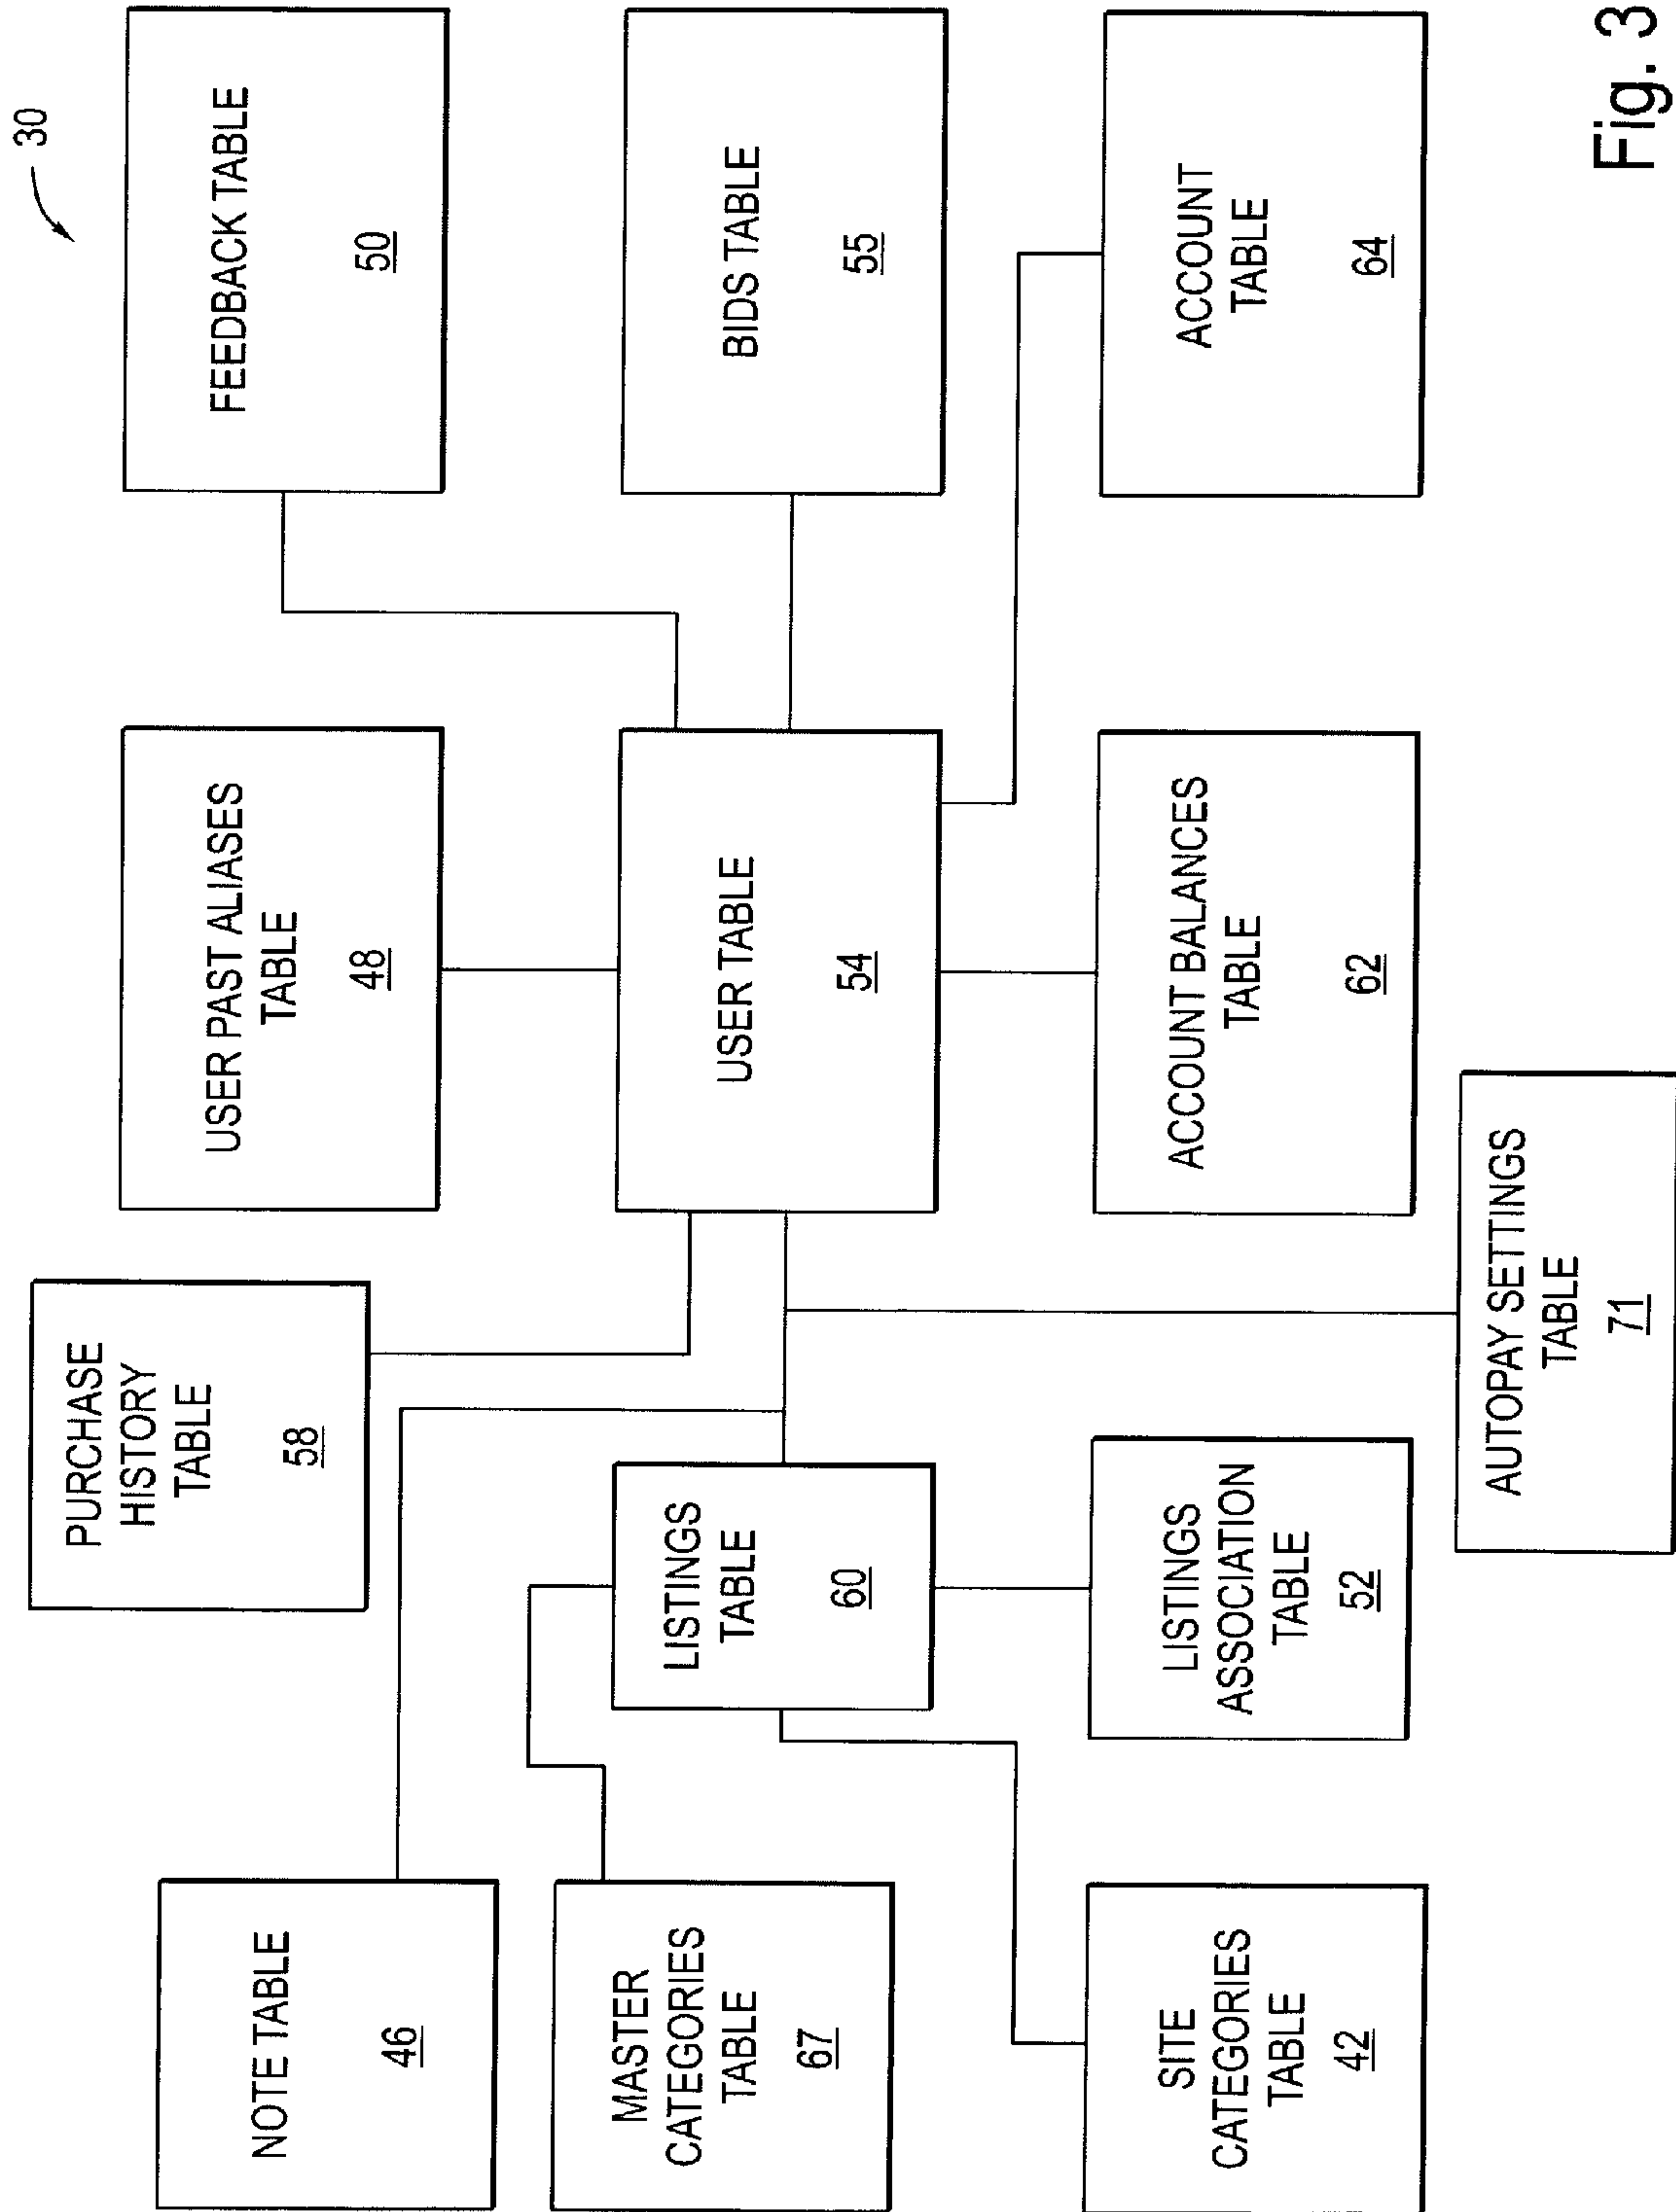 30
PURCHASE
HISTORY
TABLE
58
NOTE TABLE
46
USER PAST ALIASES
TABLE
48
FEEDBACK TABLE
50
MASTER
CATEGORIES
TABLE
67
LISTINGS
TABLE
60
USER TABLE
54
BIDS TABLE
55
SITE
CATEGORIES
TABLE
42
LISTINGS
ASSOCIATION
TABLE
52
ACCOUNT BALANCES
TABLE
62
ACCOUNT
TABLE
64
AUTOPAY SETTINGS
TABLE
71
Fig. 3